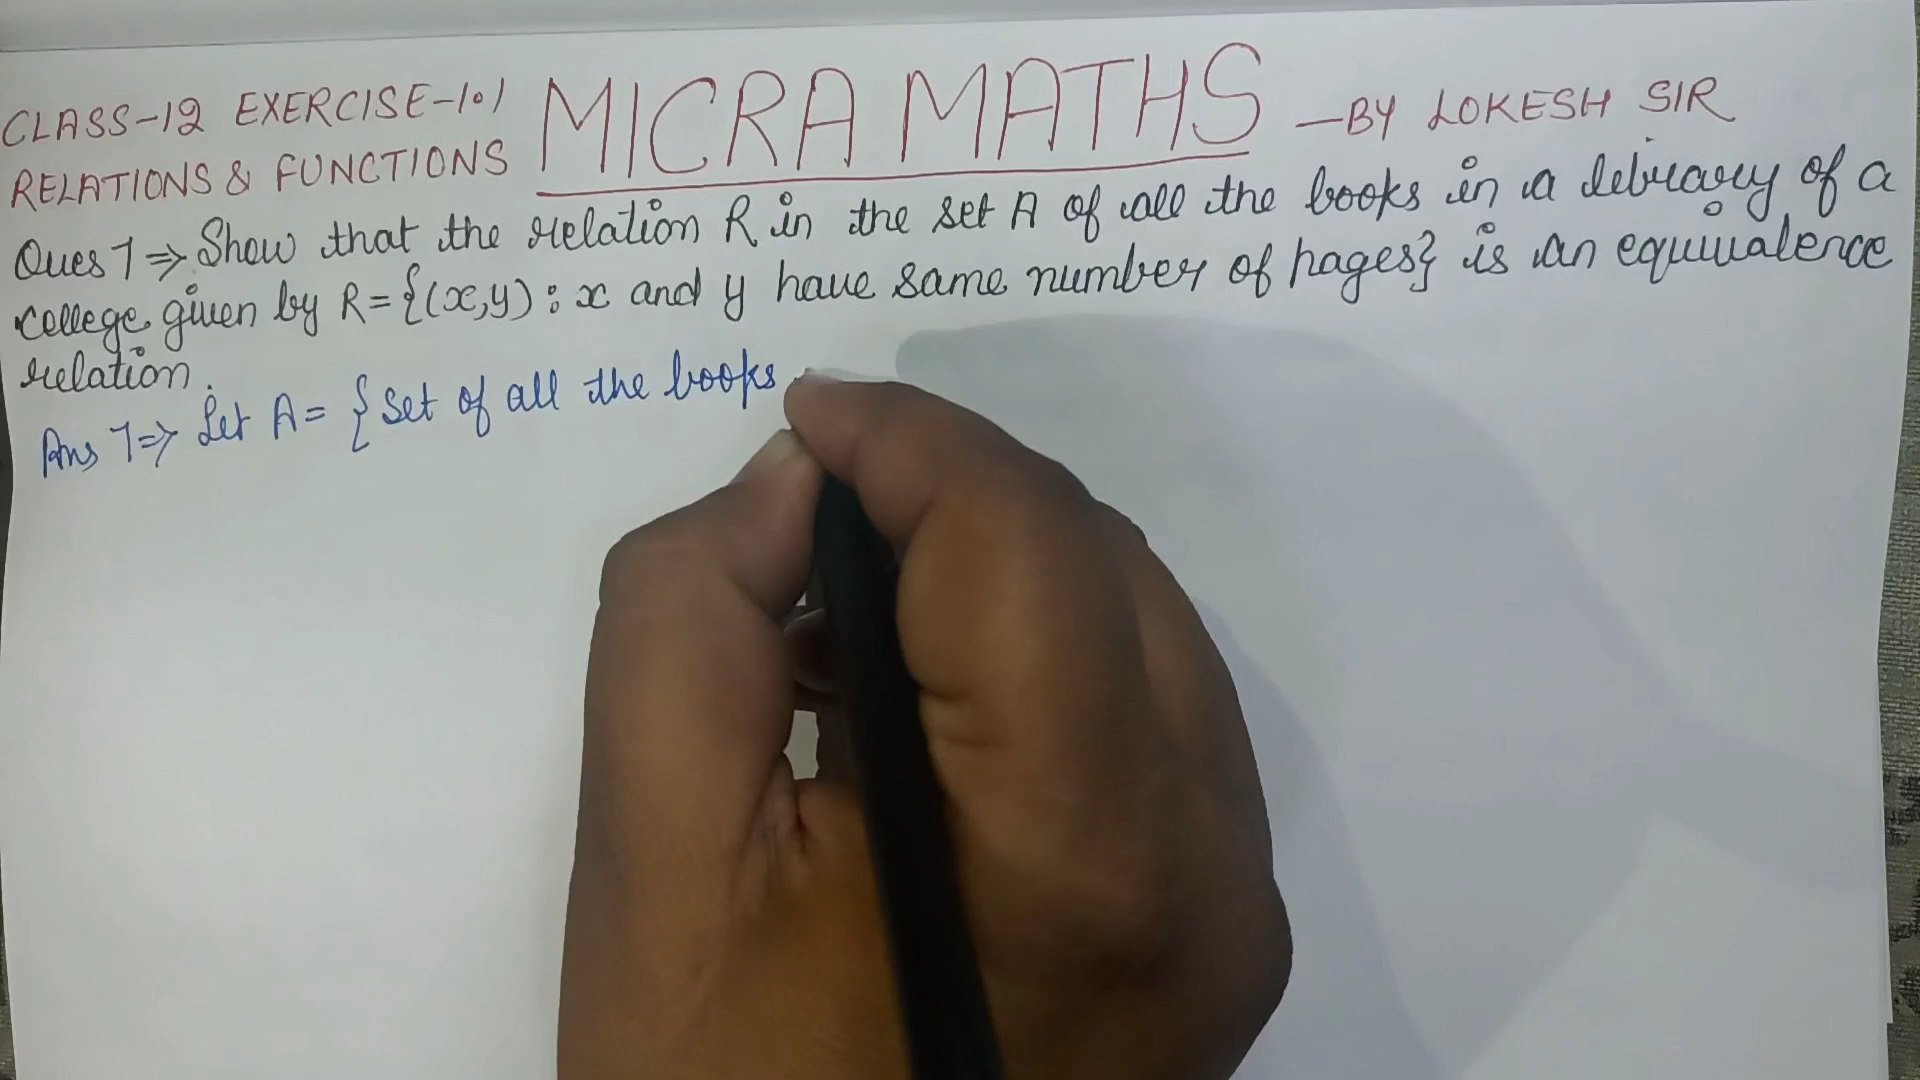 CLASS-12 EXERCISE-1.1 MICRA MATHS -BY LOKESH SIR
RELATIONS & FUNCTIONS
Ques 7 ⇒ Show that the relation R in the set A of all the books in a library of a
college, given by R = {(x,y) : x and y have same number of pages} is an equivalence
relation.
Ans 7 ⇒ Let A = { Set of all the books